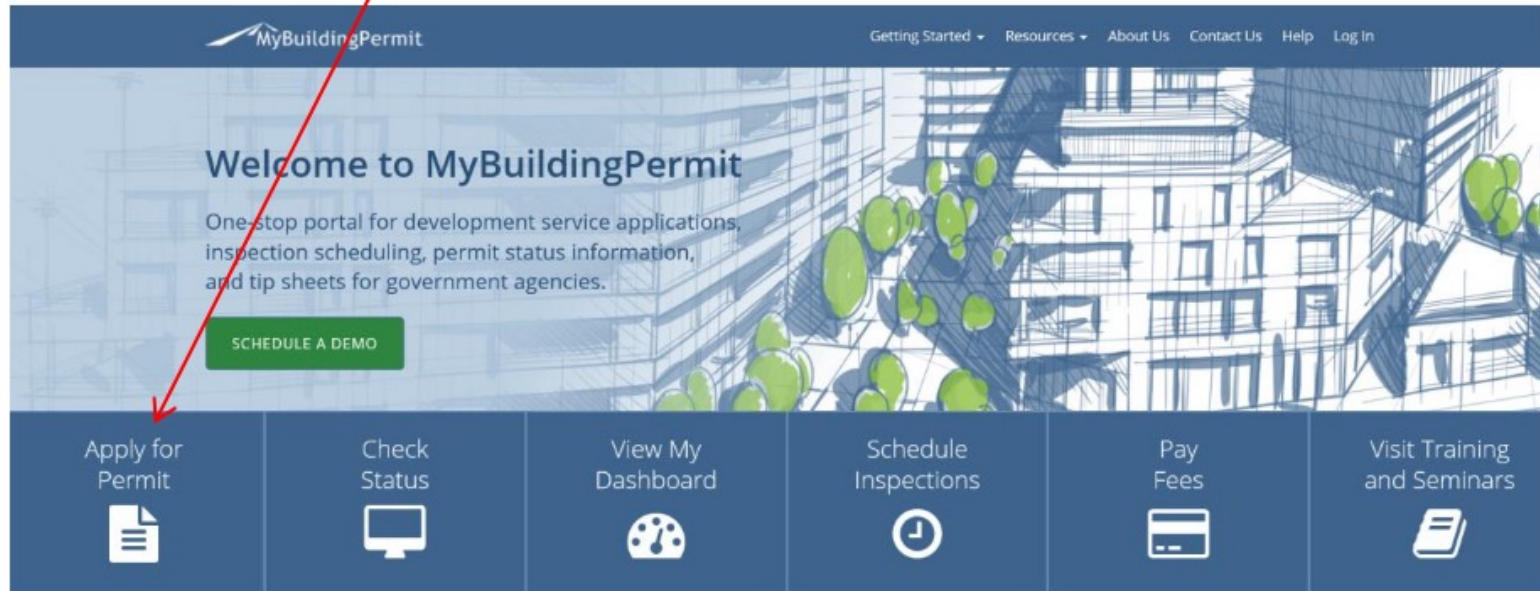 MyBuildingPermit
Getting Started Resources About Us Contact Us Help Log In
Welcome to MyBuildingPermit
One-stop portal for development service applications,
inspection scheduling, permit status information,
and tip sheets for government agencies.
SCHEDULE A DEMO
Apply for
Permit
Check
Status
View My
Dashboard
Schedule
Inspections
Pay
Fees
Visit Training
and Seminars